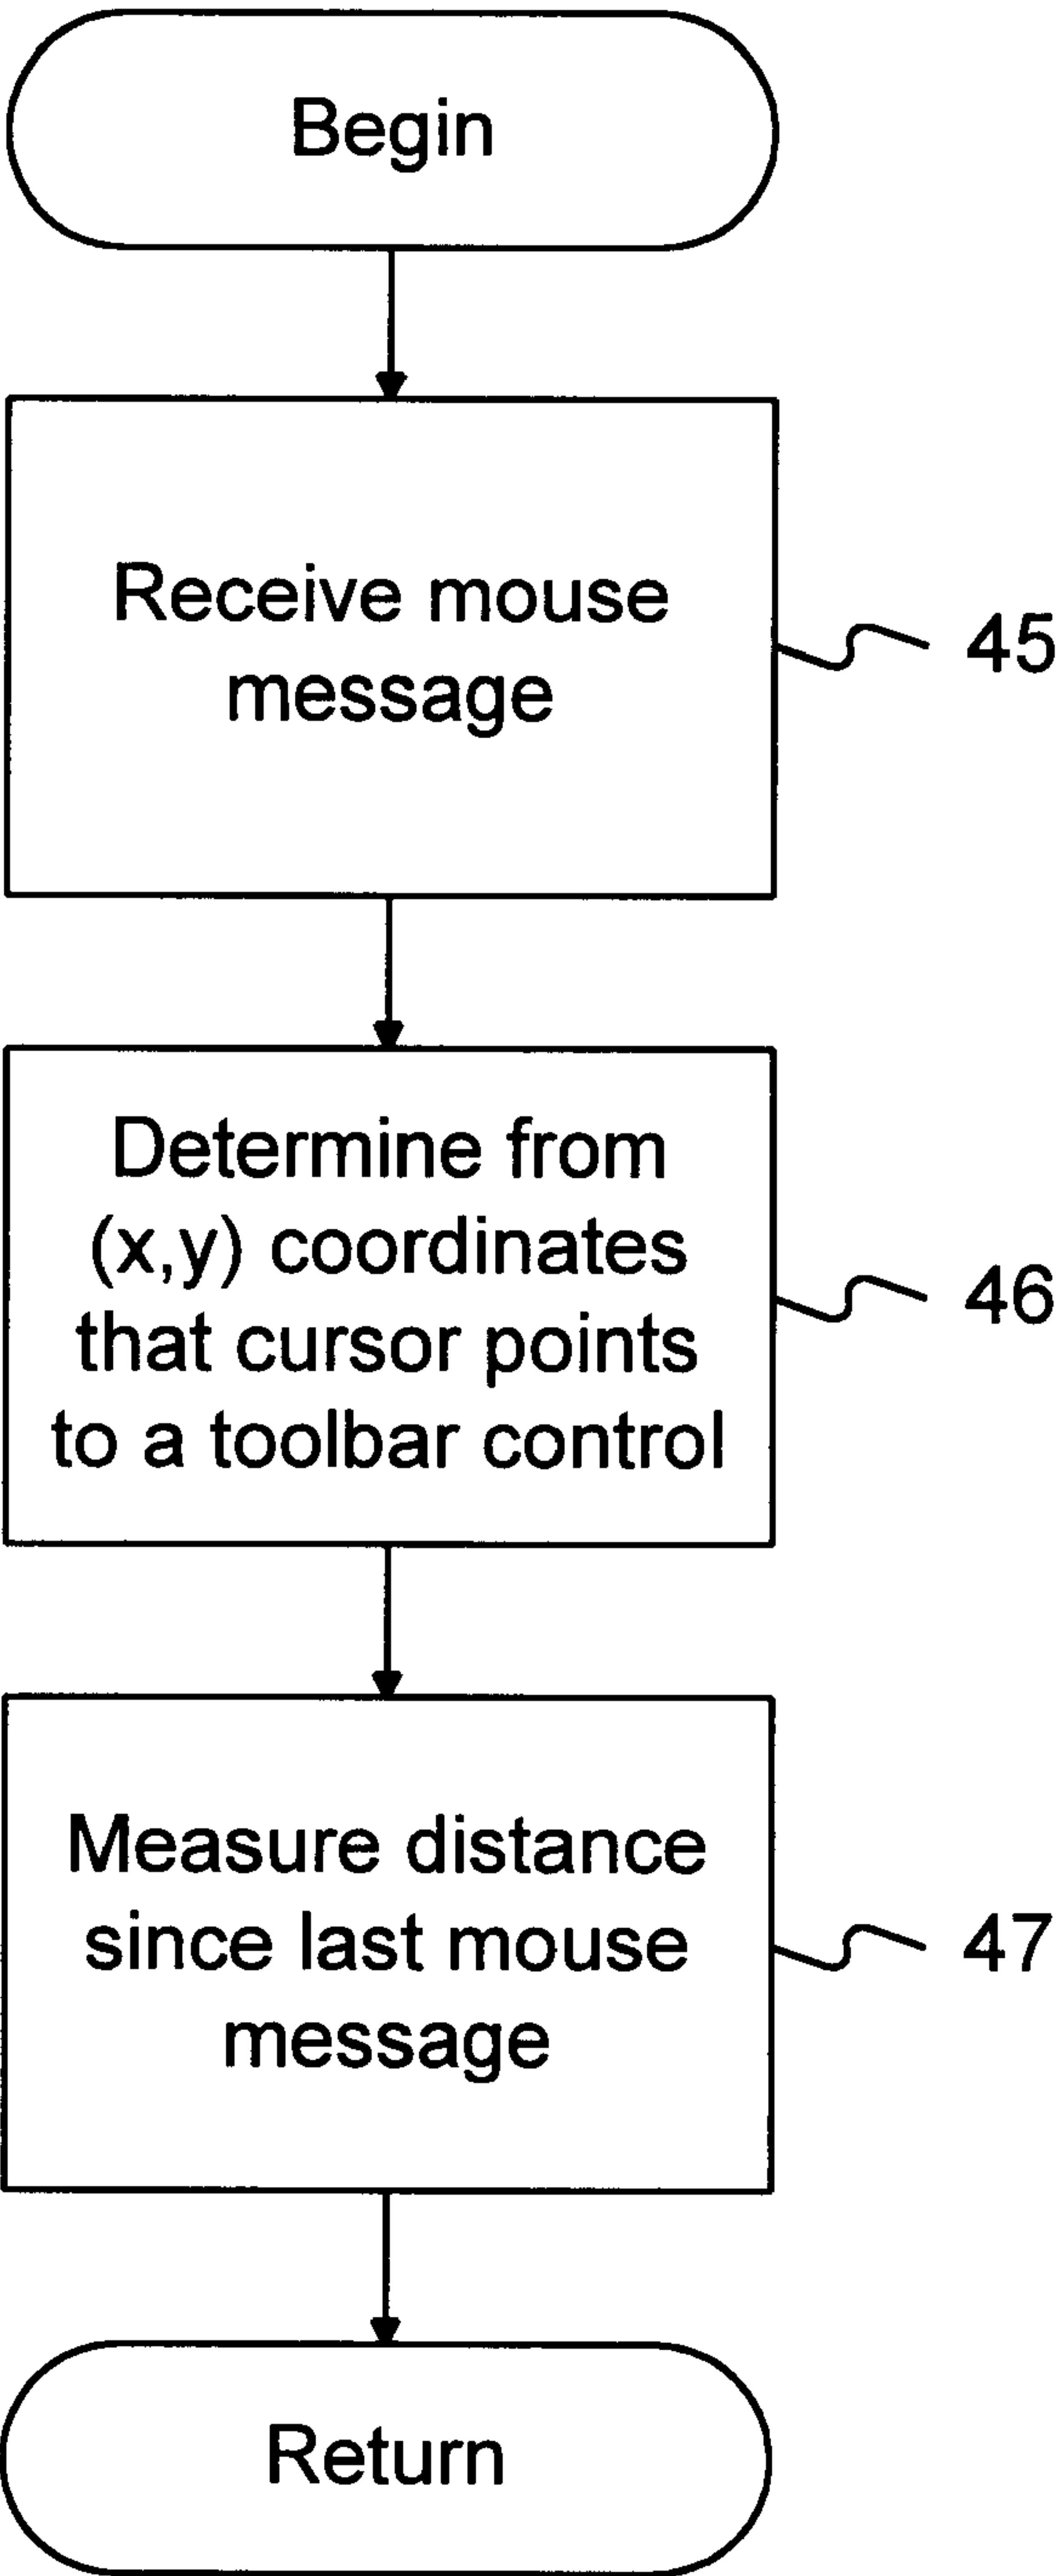 Begin
Receive mouse
message
45
Determine from
(x,y) coordinates
that cursor points
to a toolbar control
46
Measure distance
since last mouse
message
47
Return